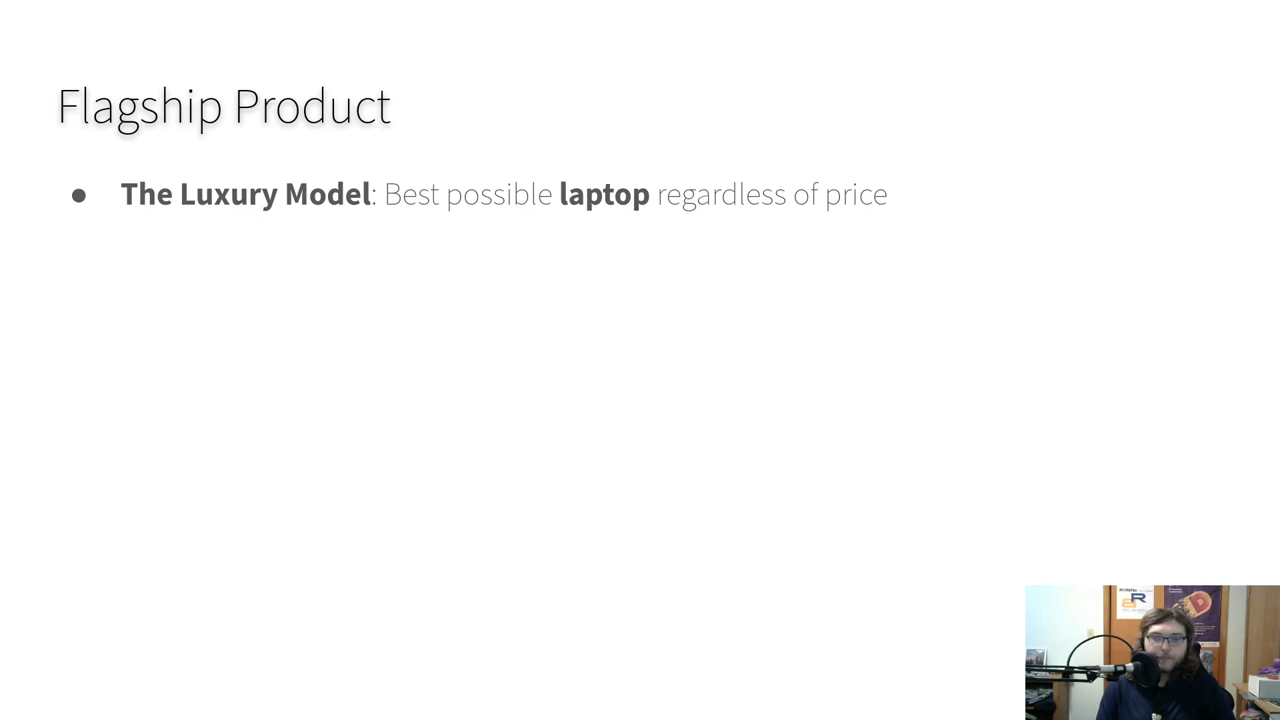 Flagship Product
● The Luxury Model: Best possible laptop regardless of price